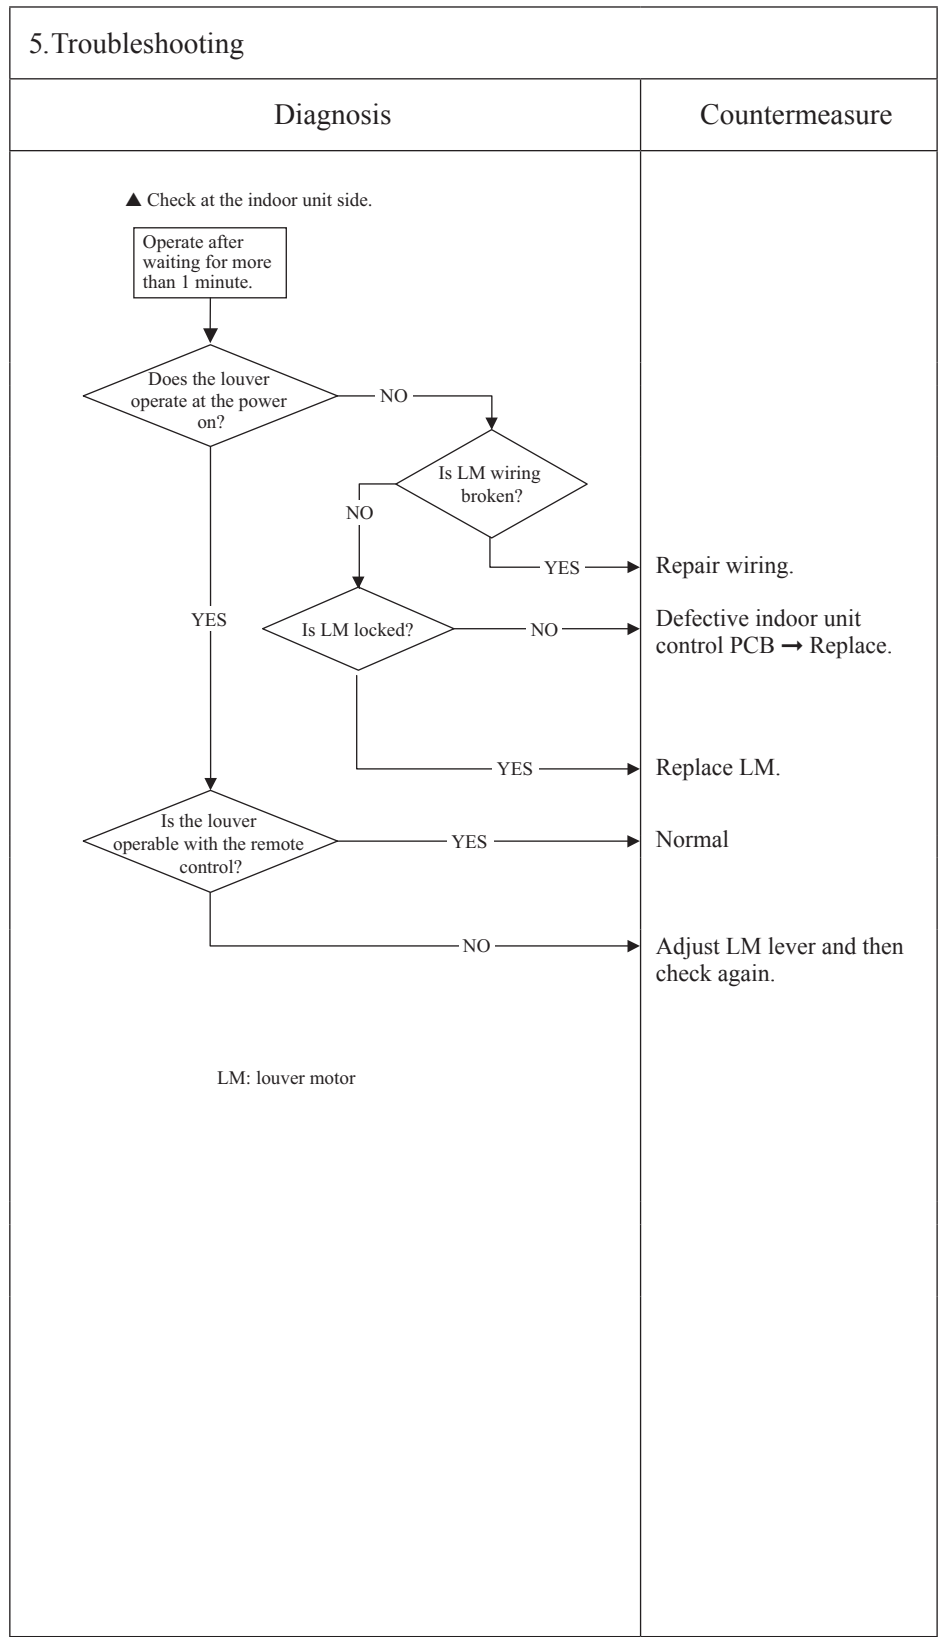 5.Troubleshooting
Diagnosis
Countermeasure
▲ Check at the indoor unit side.
Operate after
waiting for more
than 1 minute.
Does the louver
operate at the power
on?
NO
Is LM wiring
broken?
NO
YES
Repair wiring.
YES
Is LM locked?
NO
Defective indoor unit
control PCB → Replace.
YES
Replace LM.
Is the louver
operable with the remote
control?
YES
Normal
NO
Adjust LM lever and then
check again.
LM: louver motor